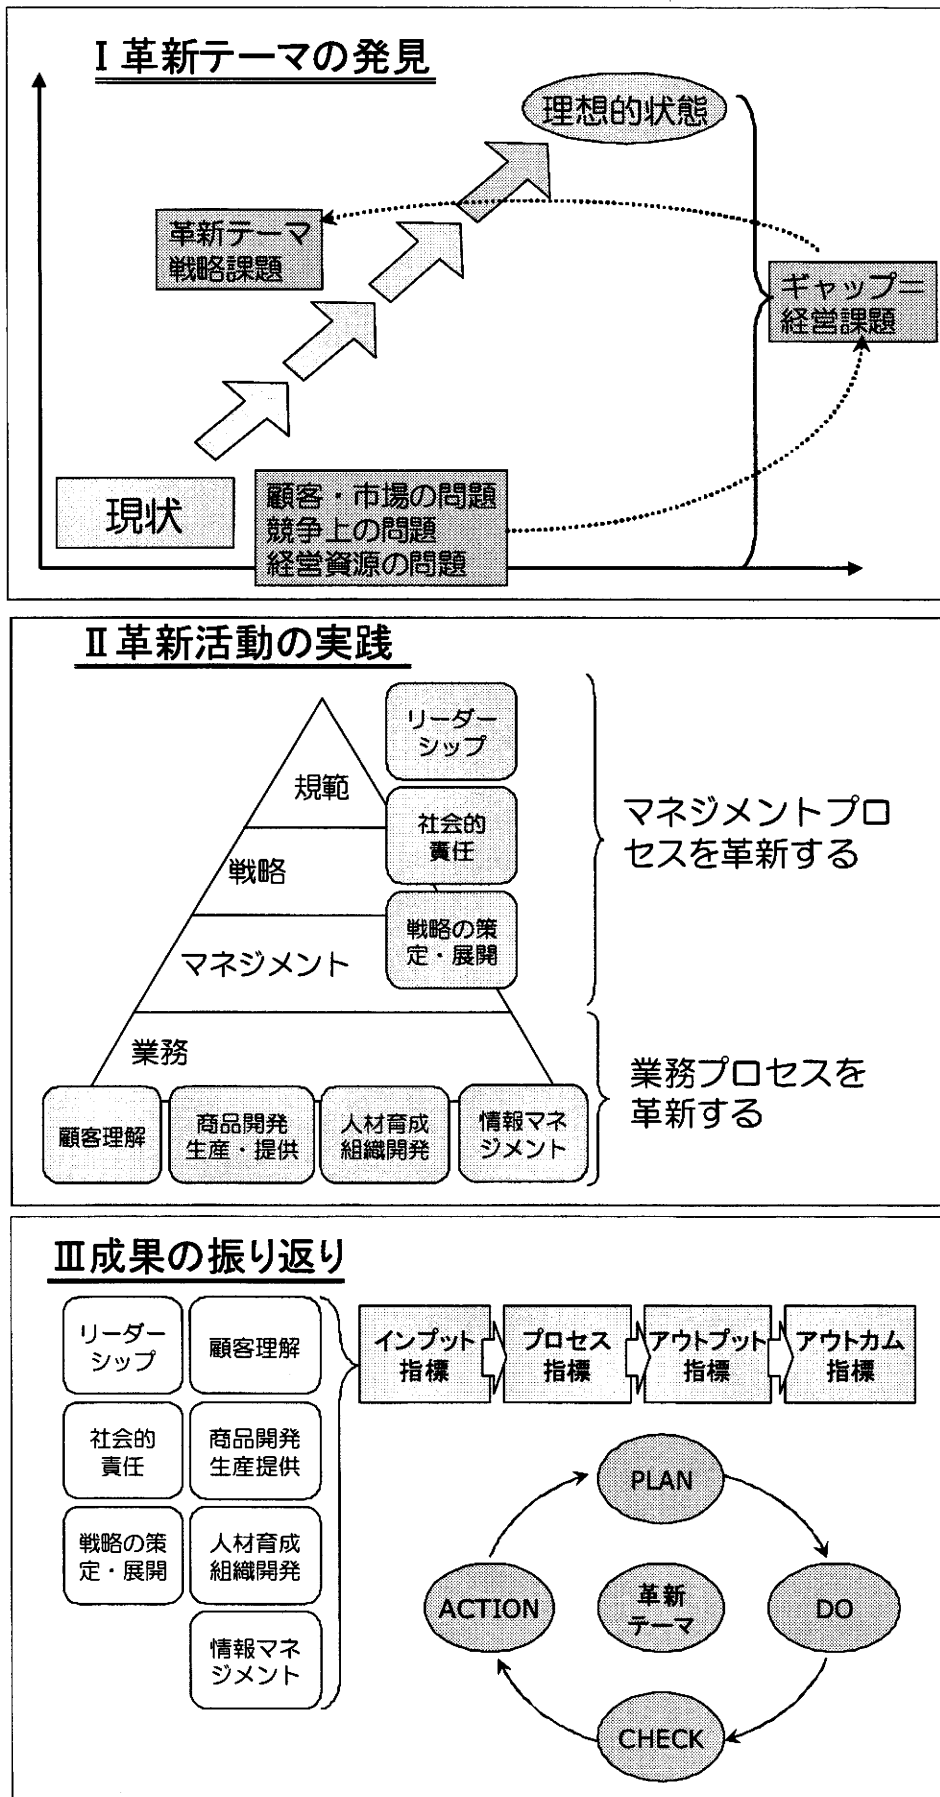 Ⅰ革新テーマの発見
理想的状態
革新テーマ
戦略課題
ギャップ＝
経営課題
現状
顧客・市場の問題
競争上の問題
経営資源の問題
Ⅱ革新活動の実践
リーダー
シップ
規範
社会的
責任
マネジメントプロ
セスを革新する
戦略
戦略の策
定・展開
マネジメント
業務
業務プロセスを
革新する
顧客理解
商品開発
生産・提供
人材育成
組織開発
情報マネ
ジメント
Ⅲ成果の振り返り
リーダー
シップ
顧客理解
社会的
責任
商品開発
生産提供
戦略の策
定・展開
人材育成
組織開発
情報マネ
ジメント
インプット
指標
プロセス
指標
アウトプット
指標
アウトカム
指標
PLAN
ACTION
革新
テーマ
DO
CHECK